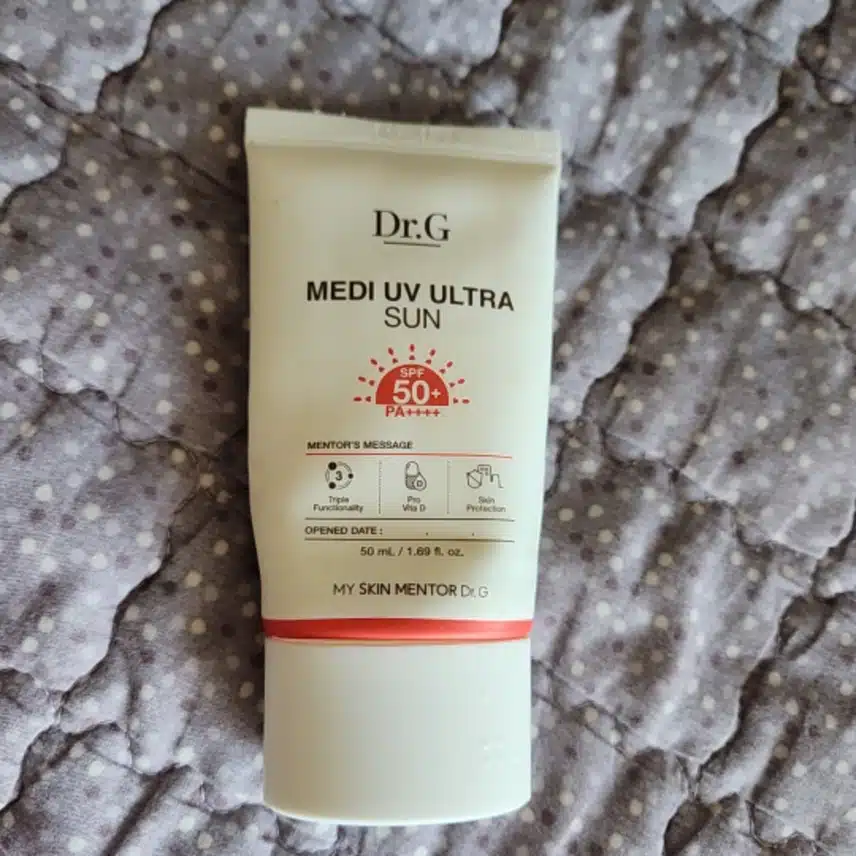 Dr.G
MEDI UV ULTRA
SUN
SPF
50+
PA++++
MENTOR'S MESSAGE
3
Triple
Functionality
D
Pro
Vita D
Skin
Protection
OPENED DATE : . .
50 mL / 1.69 fl. oz.
MY SKIN MENTOR Dr.G